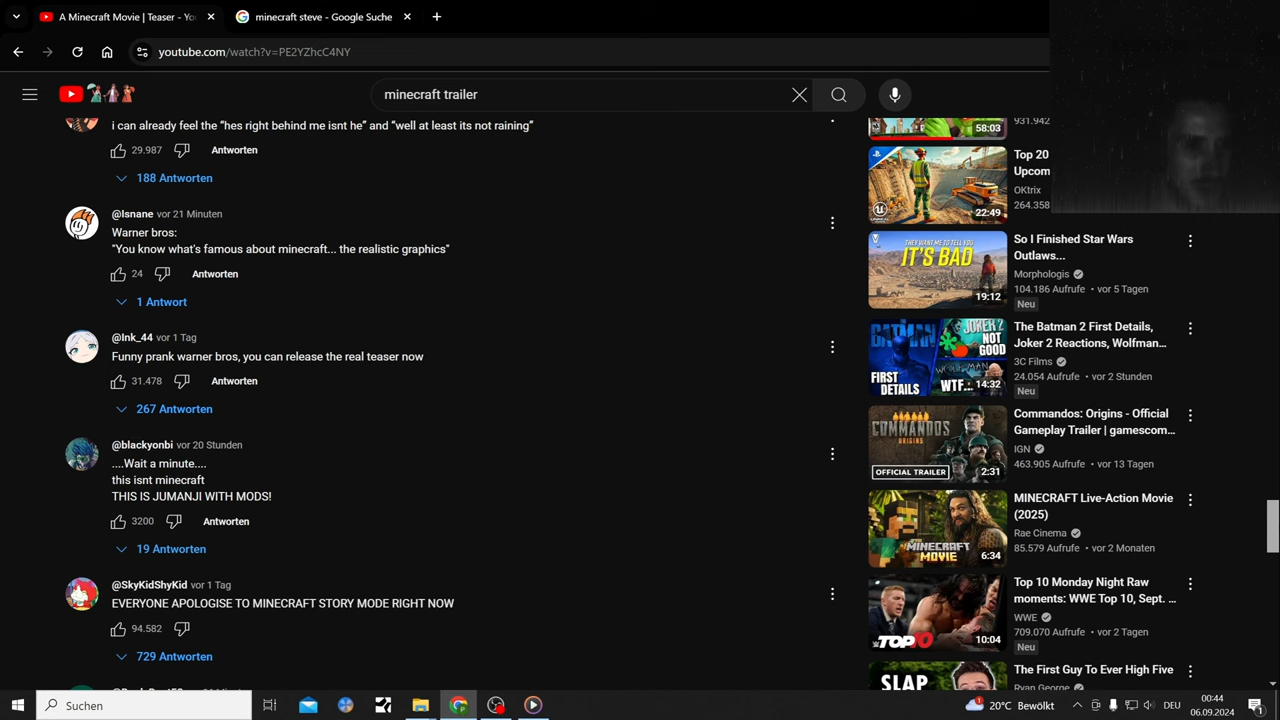 A Minecraft Movie | Teaser - Yo
minecraft steve - Google Suche
youtube.com/watch?v=PE2YZhcC4NY
minecraft trailer
i can already feel the “hes right behind me isnt he” and “well at least its not raining”
29.987 Antworten
188 Antworten
@lsnane vor 21 Minuten
Warner bros:
"You know what's famous about minecraft... the realistic graphics"
24 Antworten
1 Antwort
@Ink_44 vor 1 Tag
Funny prank warner bros, you can release the real teaser now
31.478 Antworten
267 Antworten
@blackyonbi vor 20 Stunden
....Wait a minute....
this isnt minecraft
THIS IS JUMANJI WITH MODS!
3200 Antworten
19 Antworten
@SkyKidShyKid vor 1 Tag
EVERYONE APOLOGISE TO MINECRAFT STORY MODE RIGHT NOW
94.582
729 Antworten
58:03
931.942
22:49
Top 20
Upcom
OKtrix
264.358
THEY WANT ME TO TELL YOU
IT'S BAD
19:12
So I Finished Star Wars
Outlaws...
Morphologis
104.186 Aufrufe • vor 5 Tagen
Neu
BATMAN
FIRST
DETAILS
JOKER 2
NOT
GOOD
WTF...
14:32
The Batman 2 First Details,
Joker 2 Reactions, Wolfman...
3C Films
24.054 Aufrufe • vor 2 Stunden
Neu
COMMANDOS
ORIGINS
OFFICIAL TRAILER
2:31
Commandos: Origins - Official
Gameplay Trailer | gamescom...
IGN
463.905 Aufrufe • vor 13 Tagen
MINECRAFT
MOVIE
6:34
MINECRAFT Live-Action Movie
(2025)
Rae Cinema
85.579 Aufrufe • vor 2 Monaten
TOP10
10:04
Top 10 Monday Night Raw
moments: WWE Top 10, Sept. ...
WWE
709.070 Aufrufe • vor 2 Tagen
Neu
SLAP
The First Guy To Ever High Five
Ryan George
Suchen
20°C Bewölkt
DEU
00:44
06.09.2024
1